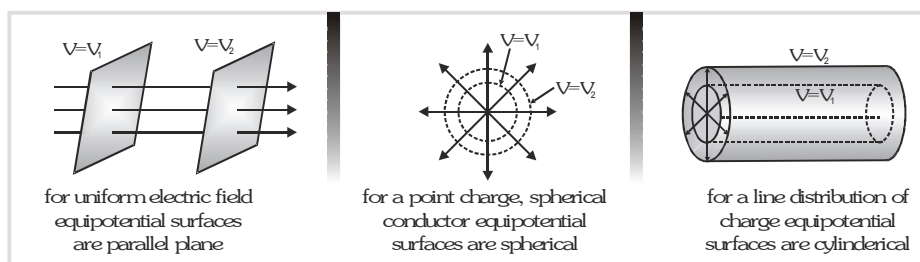 V=V₁
V=V₂
for uniform electric field
equipotential surfaces
are parallel plane
V=V₁
V=V₂
for a point charge, spherical
conductor equipotential
surfaces are spherical
V=V₂
V=V₁
for a line distribution of
charge equipotential
surfaces are cylinderical